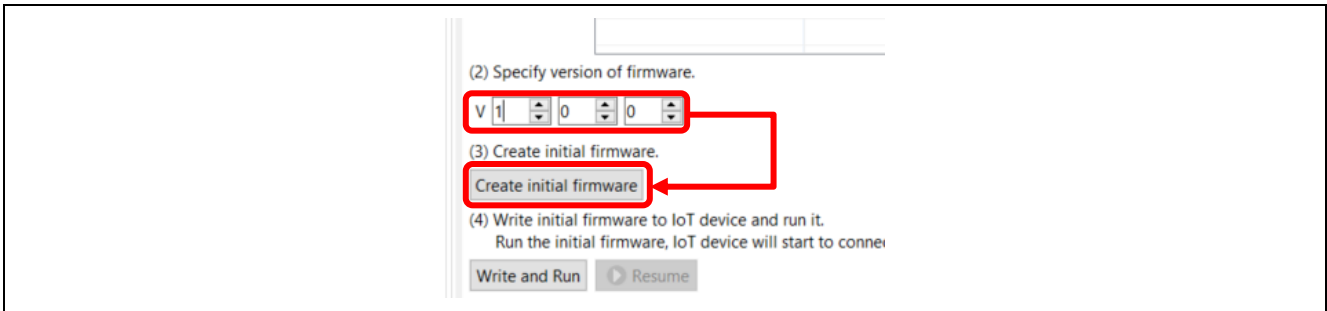 (2) Specify version of firmware.
V 1 0 0
(3) Create initial firmware.
Create initial firmware
(4) Write initial firmware to IoT device and run it.
Run the initial firmware, IoT device will start to
Write and Run Resume